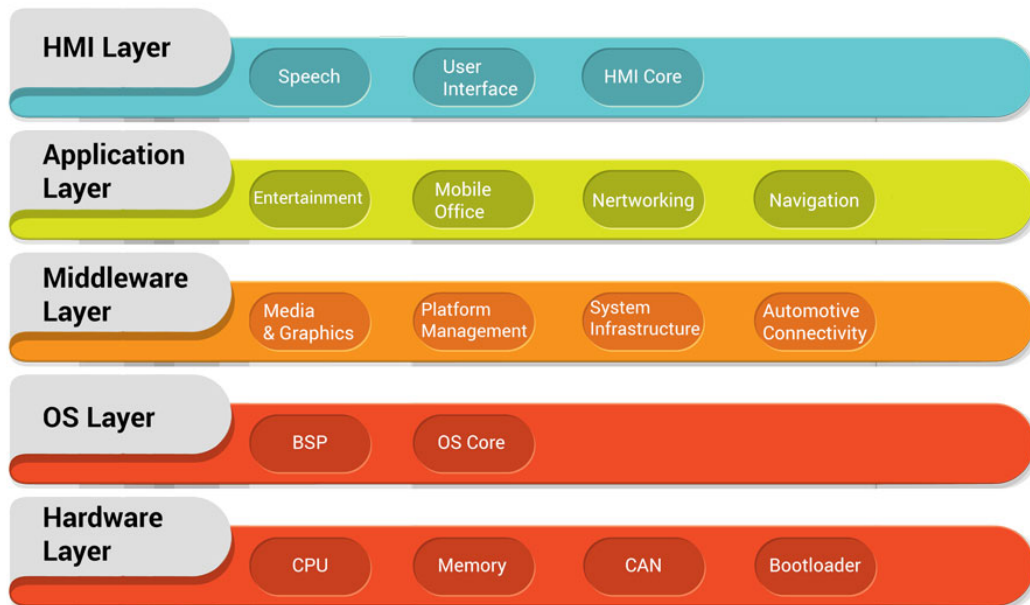 HMI Layer
Speech
User
Interface
HMI Core
Application
Layer
Entertainment
Mobile
Office
Nertworking
Navigation
Middleware
Layer
Media
& Graphics
Platform
Management
System
Infrastructure
Automotive
Connectivity
OS Layer
BSP
OS Core
Hardware
Layer
CPU
Memory
CAN
Bootloader